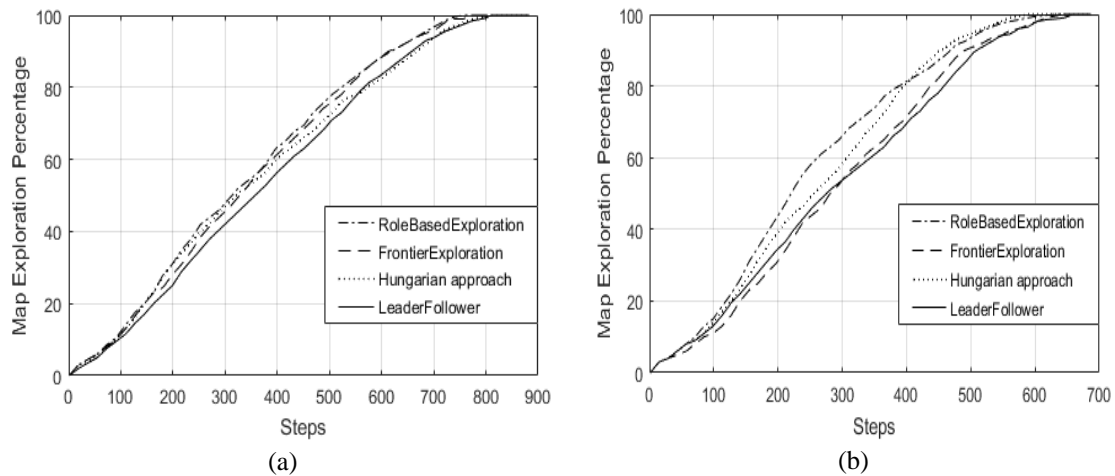 100
80
60
40
20
0
Map Exploration Percentage
RoleBasedExploration
FrontierExploration
Hungarian approach
LeaderFollower
0 100 200 300 400 500 600 700 800 900
Steps
(a)
100
80
60
40
20
0
Map Exploration Percentage
RoleBasedExploration
FrontierExploration
Hungarian approach
LeaderFollower
0 100 200 300 400 500 600 700
Steps
(b)